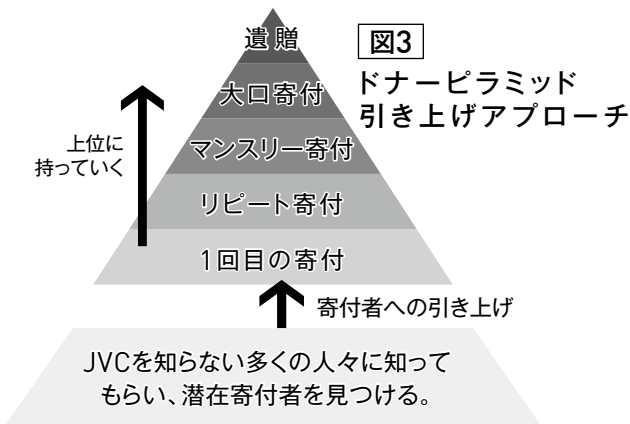 図3
ドナーピラミッド
引き上げアプローチ
遺贈
大口寄付
マンスリー寄付
リピート寄付
1回目の寄付
上位に
持っていく
寄付者への引き上げ
JVCを知らない多くの人々に知って
もらい、潜在寄付者を見つける。